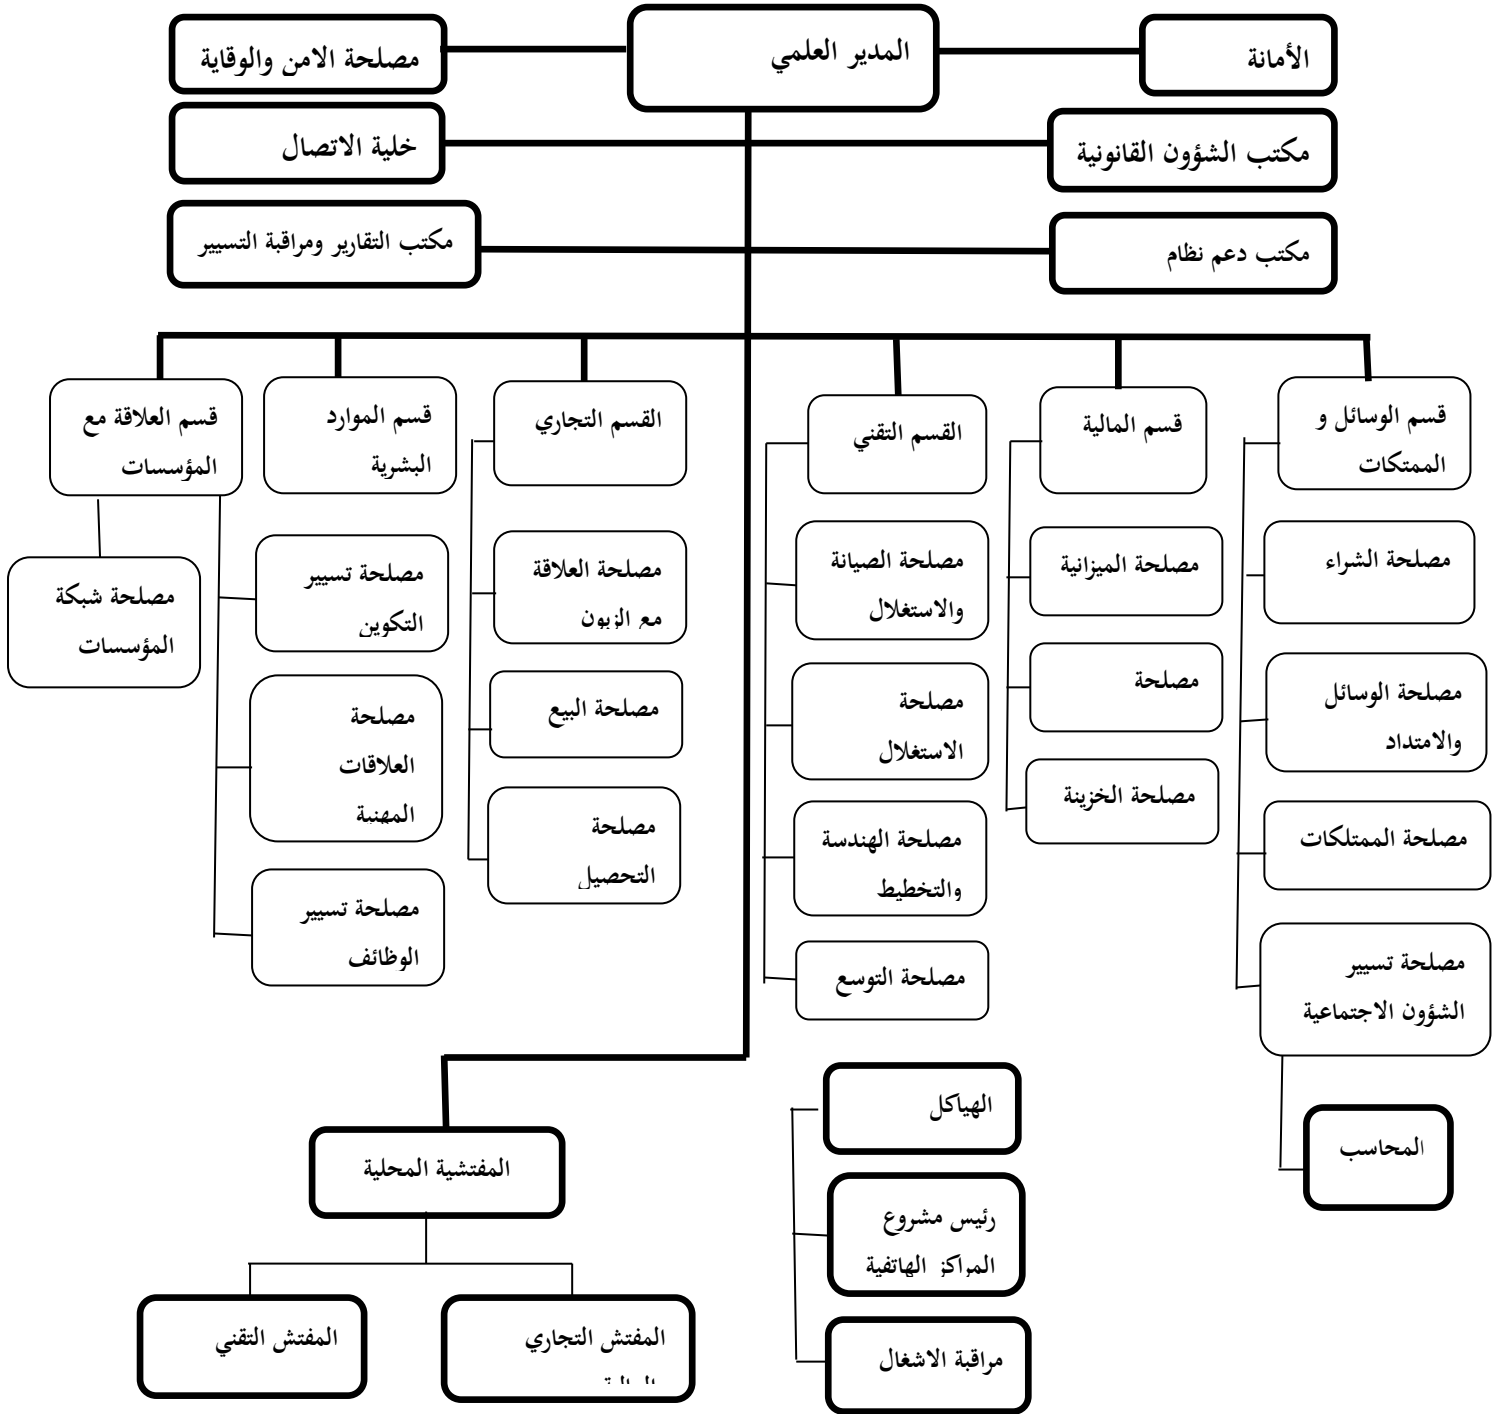 الأمانة
المدير العلمي
مصلحة الامن والوقاية
مكتب الشؤون القانونية
خلية الاتصال
مكتب دعم نظام
مكتب التقارير ومراقبة التسيير
قسم الوسائل و
الممتكات
قسم المالية
القسم التقني
القسم التجاري
قسم الموارد
البشرية
قسم العلاقة مع
المؤسسات
مصلحة الشراء
مصلحة الوسائل
والامتداد
مصلحة الممتلكات
مصلحة تسيير
الشؤون الاجتماعية
المحاسب
مصلحة الميزانية
مصلحة
مصلحة الخزينة
مصلحة الصيانة
والاستغلال
مصلحة
الاستغلال
مصلحة الهندسة
والتخطيط
مصلحة التوسع
الهياكل
رئيس مشروع
المراكز الهاتفية
مراقبة الاشغال
مصلحة العلاقة
مع الزبون
مصلحة البيع
مصلحة
التحصيل
مصلحة تسيير
التكوين
مصلحة
العلاقات
المهنية
مصلحة تسيير
الوظائف
مصلحة شبكة
المؤسسات
المفتشية المحلية
المفتش التجاري
المفتش التقني